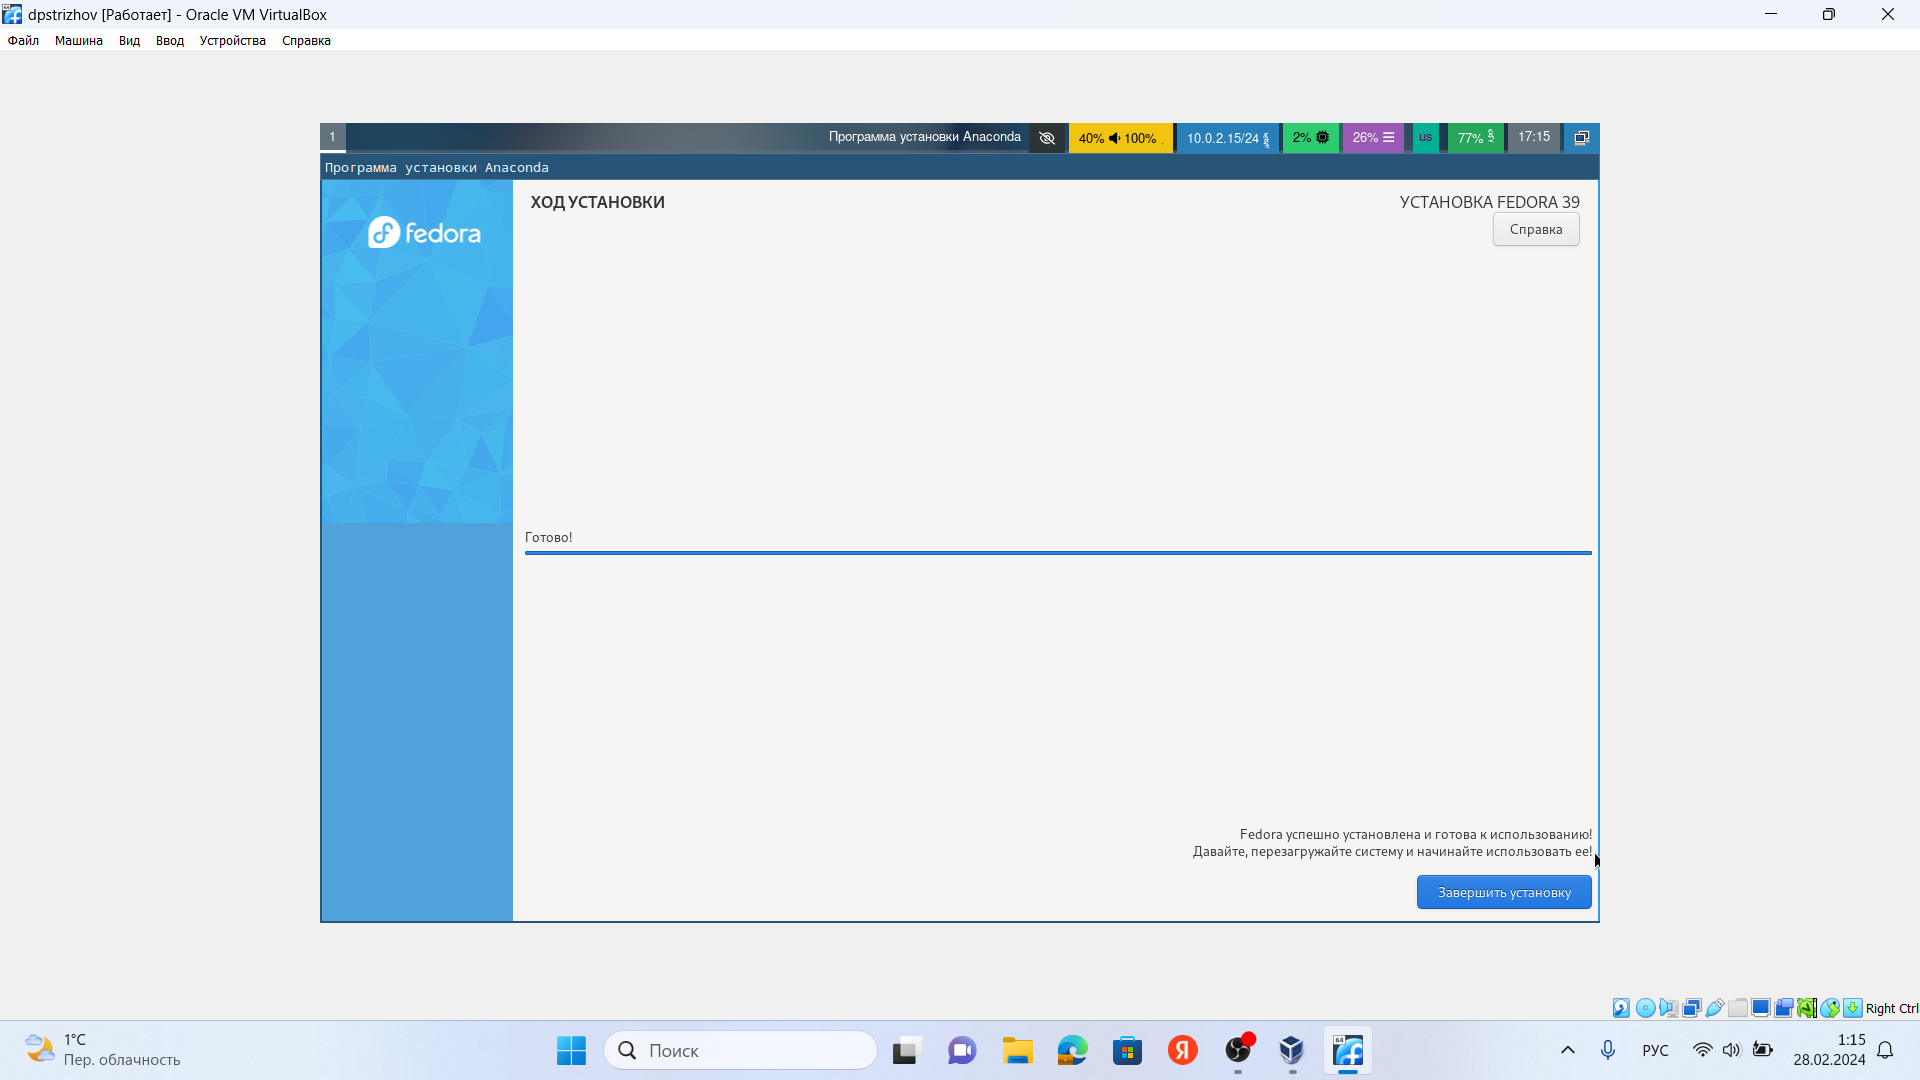 dpstrizhov [Работает] - Oracle VM VirtualBox
Файл Машина Вид Ввод Устройства Справка
1 Программа установки Anaconda 40% 100% 10.0.2.15/24 2% 26% us 77% 17:15
Программа установки Anaconda
fedora
ХОД УСТАНОВКИ
УСТАНОВКА FEDORA 39
Справка
Готово!
Fedora успешно установлена и готова к использованию!
Давайте, перезагружайте систему и начинайте использовать ее!
Завершить установку
Right Ctrl
1°C
Пер. облачность
Поиск
64
РУС
1:15
28.02.2024